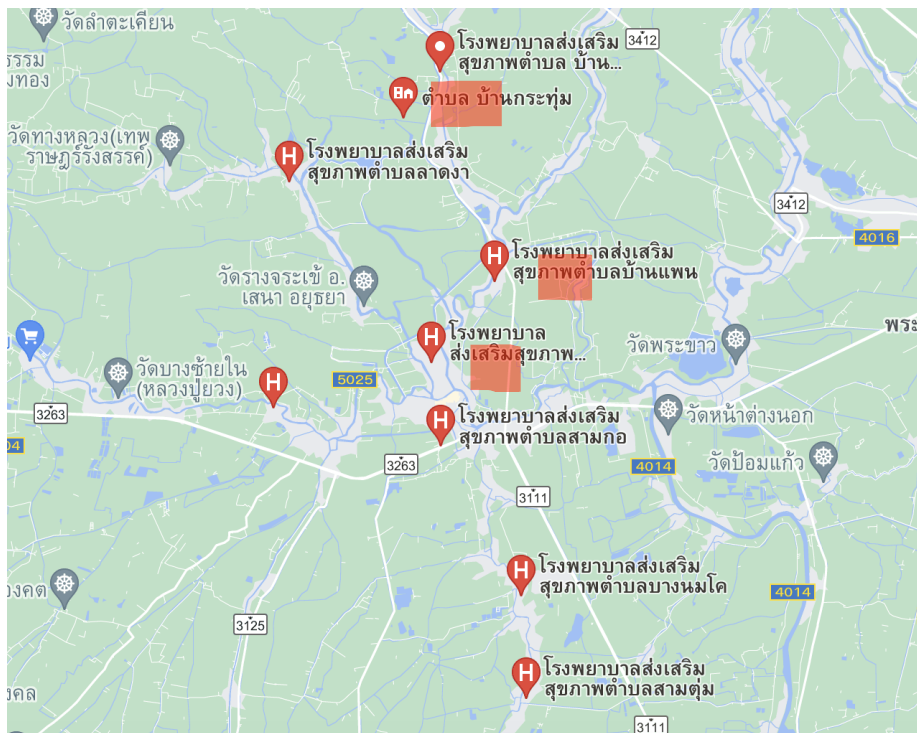 วัดลำตะเคียน
โรงพยาบาลส่งเสริม
สุขภาพตำบล บ้าน...
3412
ธรรม
มทอง
ตำบล บ้านกระทุ่ม
วัดทางหลวง(เทพ
ราษฎร์รังสรรค์)
โรงพยาบาลส่งเสริม
สุขภาพตำบลลาดงา
3412
4016
โรงพยาบาลส่งเสริม
สุขภาพตำบลบ้านแพน
วัดรางจระเข้ อ.
เสนา อยุธยา
พระ
โรงพยาบาล
ส่งเสริมสุขภาพ...
วัดพระขาว
วัดบางซ้ายใน
(หลวงปู่ยวง)
5025
3263
โรงพยาบาลส่งเสริม
สุขภาพตำบลสามกอ
วัดหน้าต่างนอก
04
3263
4014
วัดป้อมแก้ว
3111
โรงพยาบาลส่งเสริม
สุขภาพตำบลบางนมโค
งคต
4014
3125
โรงพยาบาลส่งเสริม
สุขภาพตำบลสามตุ่ม
งคล
3111